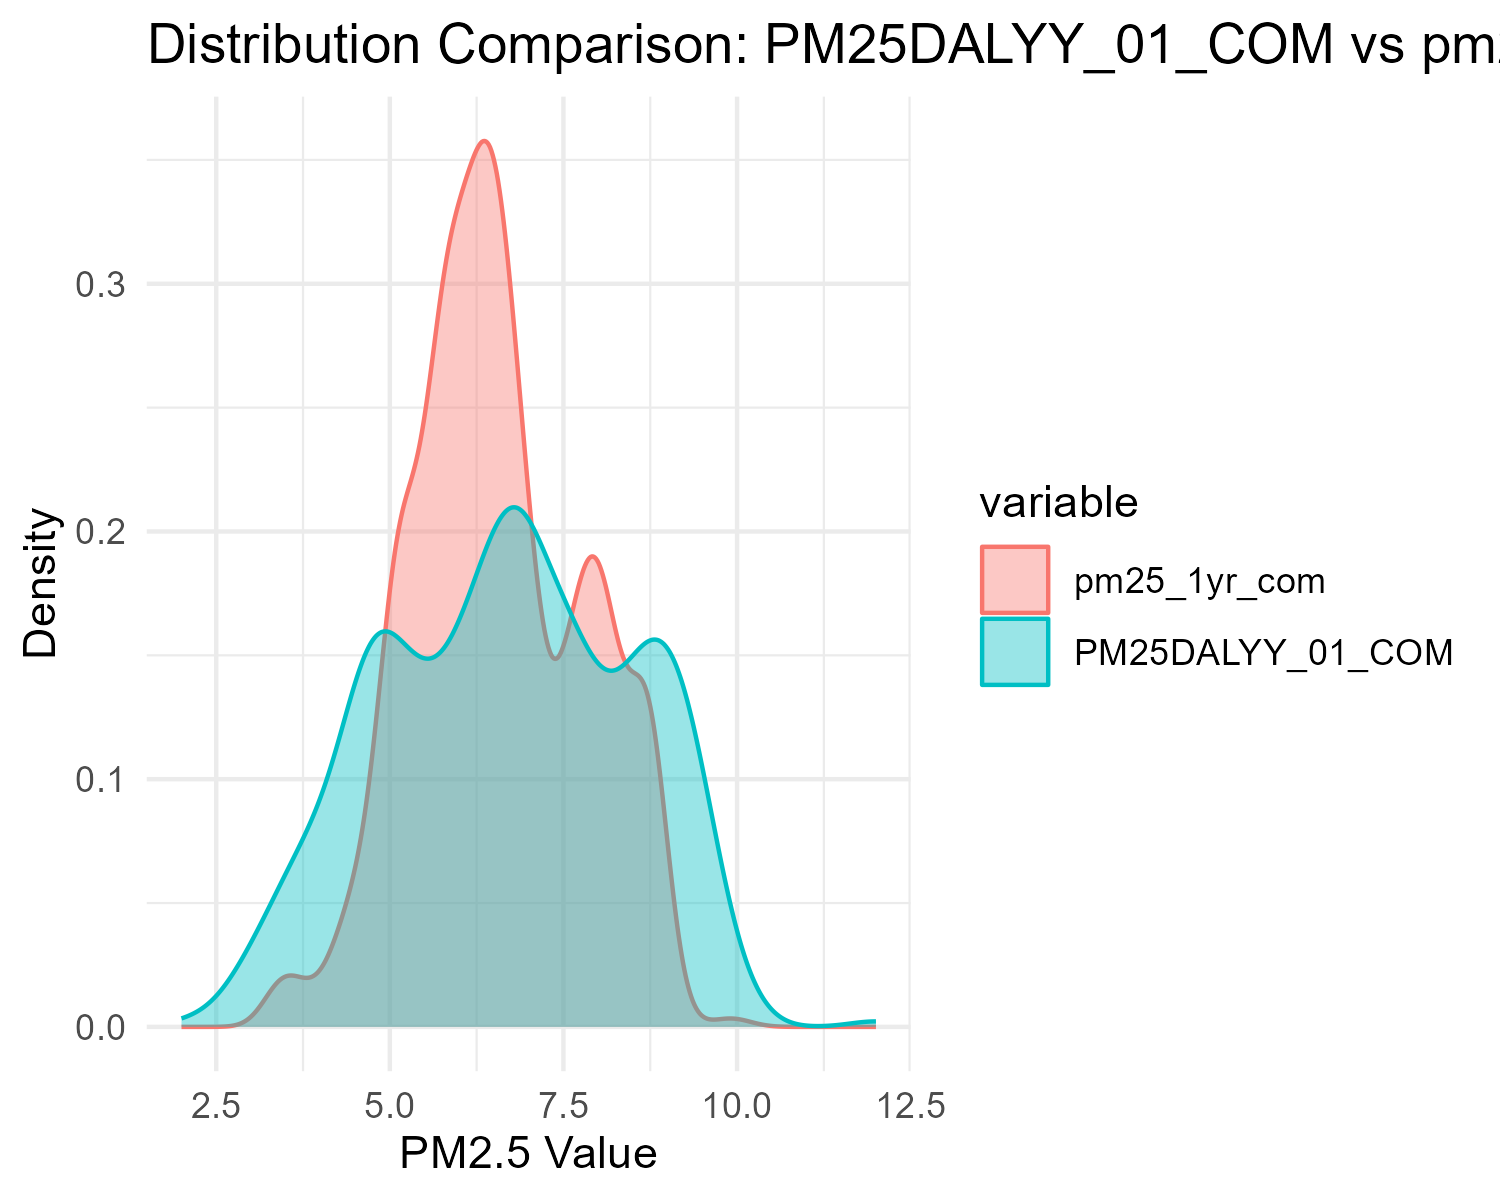 Distribution Comparison: PM25DALYY_01_COM vs pm
Density
0.3
0.2
0.1
0.0
2.5 5.0 7.5 10.0 12.5
PM2.5 Value
variable
pm25_1yr_com
PM25DALYY_01_COM